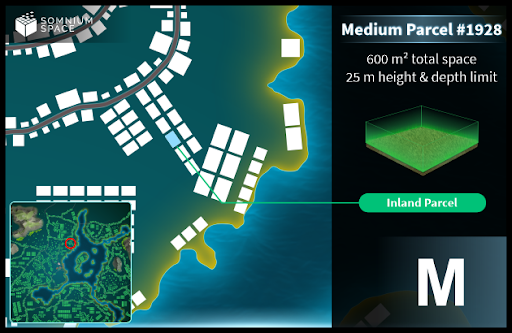 SOMNIUM
SPACE
Medium Parcel #1928
600 m² total space
25 m height & depth limit
Inland Parcel
M